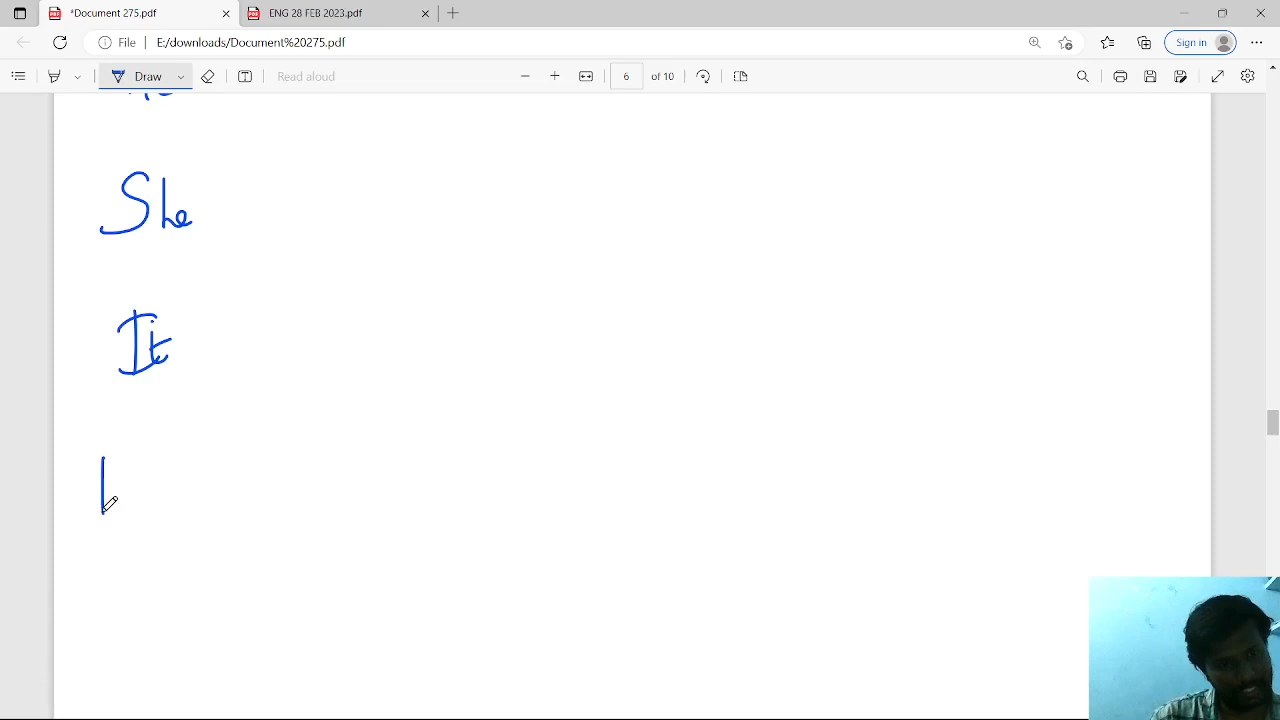 *Document 275.pdf
ENG 28 FEB 2023.pdf
File E:/downloads/Document%20275.pdf
Sign in
Draw
Read aloud
6 of 10
She
It